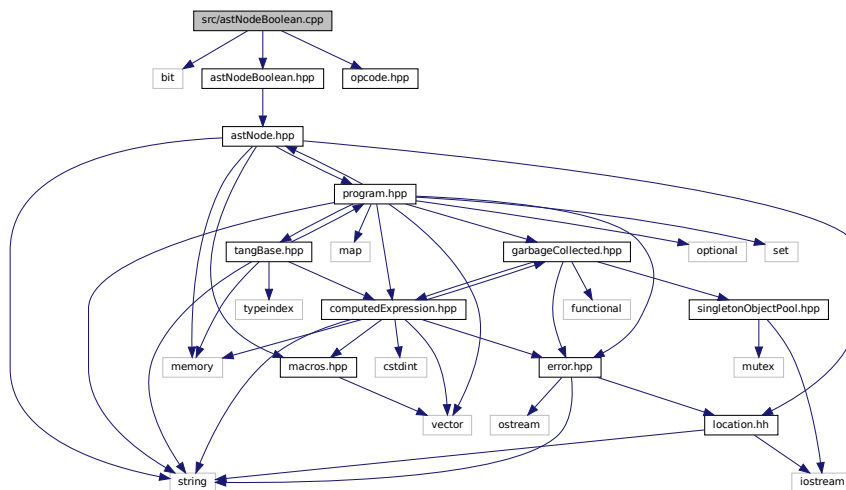 src/astNodeBoolean.cpp
bit
astNodeBoolean.hpp
opcode.hpp
astNode.hpp
program.hpp
tangBase.hpp
map
garbageCollected.hpp
optional
set
typeindex
computedExpression.hpp
functional
singletonObjectPool.hpp
memory
macros.hpp
cstdint
error.hpp
mutex
vector
ostream
location.hh
string
iostream